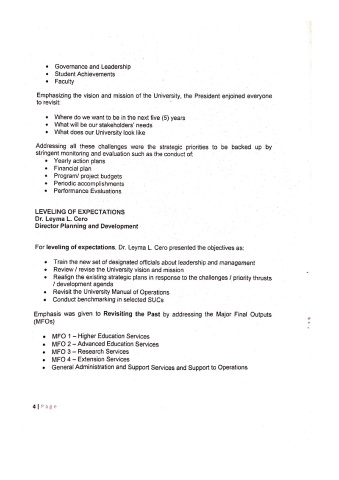 • Governance and Leadership
• Student Achievements
• Faculty
Emphasizing the vision and mission of the University, the President enjoined everyone
to revisit:
• Where do we want to be in the next five (5) years
• What will be our stakeholders' needs
• What does our University look like
Addressing all these challenges were the strategic priorities to be backed up by
stringent monitoring and evaluation such as the conduct of:
• Yearly action plans
• Financial plan
• Program/ project budgets
• Periodic accomplishments
• Performance Evaluations
LEVELING OF EXPECTATIONS
Dr. Leyma L. Cero
Director Planning and Development
For leveling of expectations, Dr. Leyma L. Cero presented the objectives as:
• Train the new set of designated officials about leadership and management
• Review / revise the University vision and mission
• Realign the existing strategic plans in response to the challenges / priority thrusts
/ development agenda
• Revisit the University Manual of Operations
• Conduct benchmarking in selected SUCs
Emphasis was given to Revisiting the Past by addressing the Major Final Outputs
(MFOs)
• MFO 1 – Higher Education Services
• MFO 2 – Advanced Education Services
• MFO 3 – Research Services
• MFO 4 – Extension Services
• General Administration and Support Services and Support to Operations
4 | Page